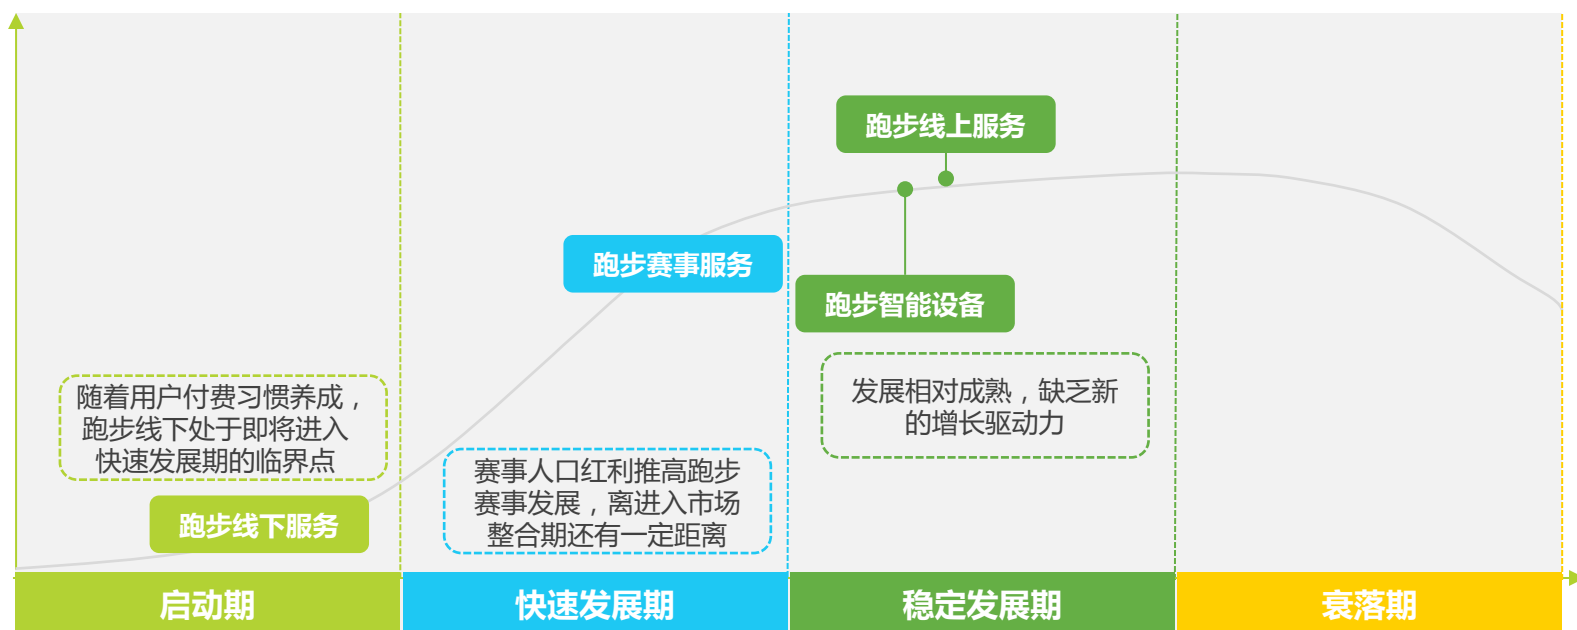 跑步线上服务
跑步赛事服务
跑步智能设备
随着用户付费习惯养成，
跑步线下处于即将进入
快速发展期的临界点
发展相对成熟，缺乏新
的增长驱动力
赛事人口红利推高跑步
赛事发展，离进入市场
整合期还有一定距离
跑步线下服务
启动期
快速发展期
稳定发展期
衰落期